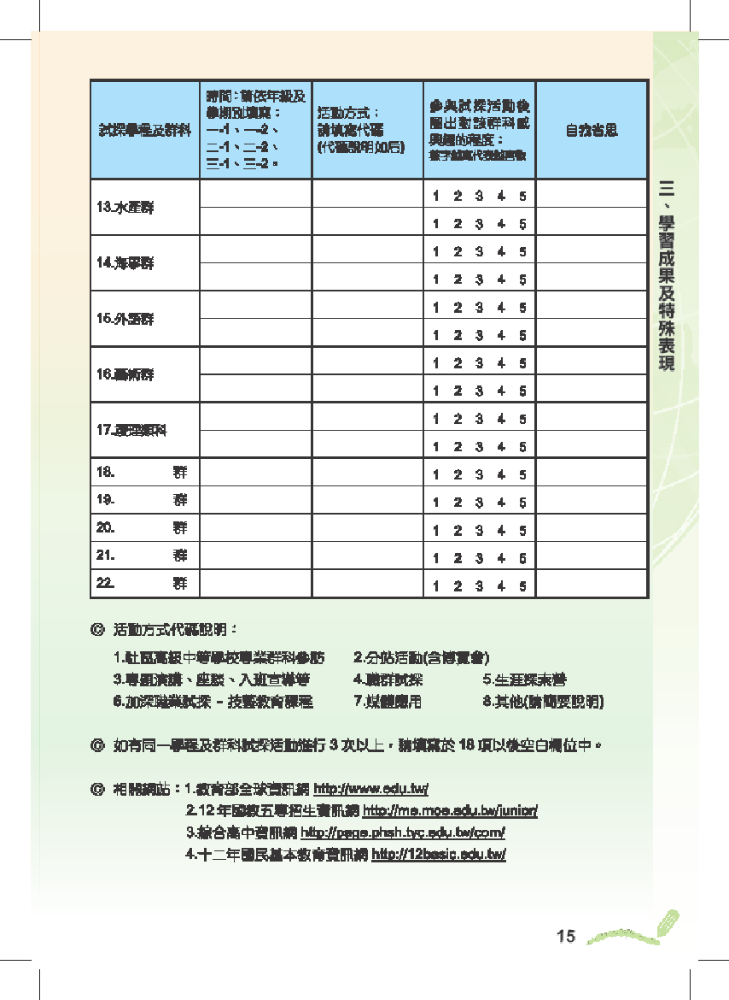 試探學程及群科
時間：請依年級及
學期別填寫：
一-1、一-2、
二-1、二-2、
三-1、三-2。
活動方式：
請填寫代碼
(代碼說明如后)
參與試探活動後
圈出對該群科感
興趣的程度：
數字越高代表越喜歡
自我省思
13.水產群
1 2 3 4 5
1 2 3 4 5
14.海事群
1 2 3 4 5
1 2 3 4 5
15.外語群
1 2 3 4 5
1 2 3 4 5
16.藝術群
1 2 3 4 5
1 2 3 4 5
17.護理類科
1 2 3 4 5
1 2 3 4 5
18. 群 1 2 3 4 5
19. 群 1 2 3 4 5
20. 群 1 2 3 4 5
21. 群 1 2 3 4 5
22. 群 1 2 3 4 5
三、學習成果及特殊表現
◎ 活動方式代碼說明：
1.社區高級中等學校專業群科參訪 2.分站活動(含博覽會)
3.專題演講、座談、入班宣導等 4.職群試探 5.生涯探索營
6.加深職業試探－技藝教育課程 7.媒體應用 8.其他(請簡要說明)
◎ 如有同一學程及群科試探活動進行 3 次以上，請填寫於 18 項以後空白欄位中。
◎ 相關網站：1.教育部全球資訊網 http://www.edu.tw/
2.12 年國教五專招生資訊網 http://me.moe.edu.tw/junior/
3.綜合高中資訊網 http://page.phsh.tyc.edu.tw/com/
4.十二年國民基本教育資訊網 http://12basic.edu.tw/
15